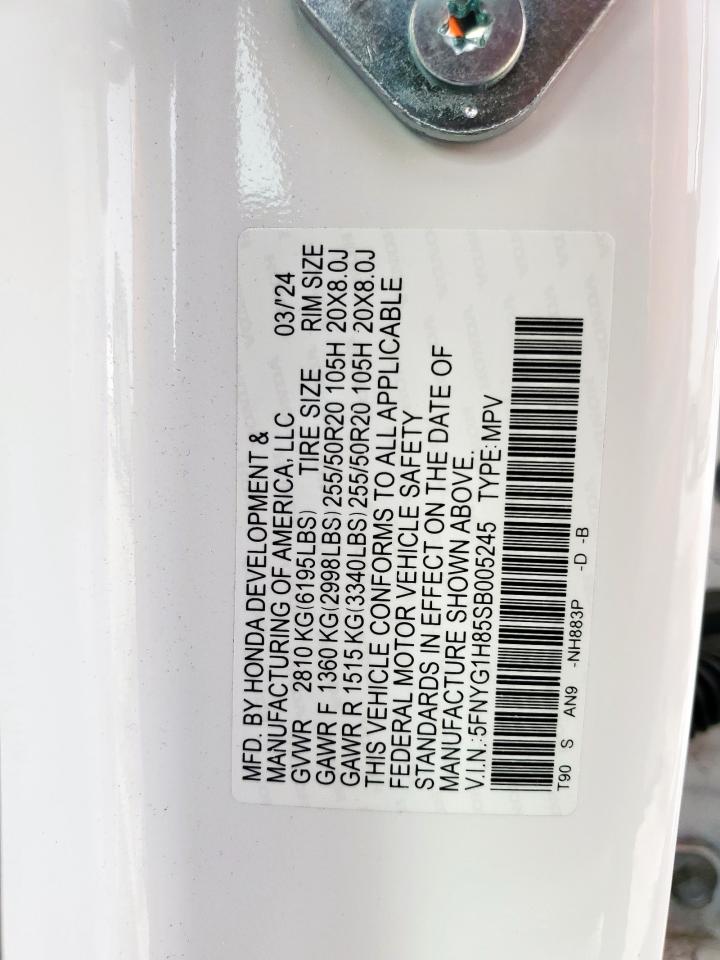 MFD. BY HONDA DEVELOPMENT &
MANUFACTURING OF AMERICA, LLC 03/'24
GVWR 2810 KG(6195LBS) TIRE SIZE RIM SIZE
GAWR F 1360 KG(2998LBS) 255/50R20 105H 20X8.0J
GAWR R 1515 KG(3340LBS) 255/50R20 105H 20X8.0J
THIS VEHICLE CONFORMS TO ALL APPLICABLE
FEDERAL MOTOR VEHICLE SAFETY
STANDARDS IN EFFECT ON THE DATE OF
MANUFACTURE SHOWN ABOVE.
V.I.N.:5FNYG1H85SB005245 TYPE:MPV
T90 S AN9 -NH883P -D -B